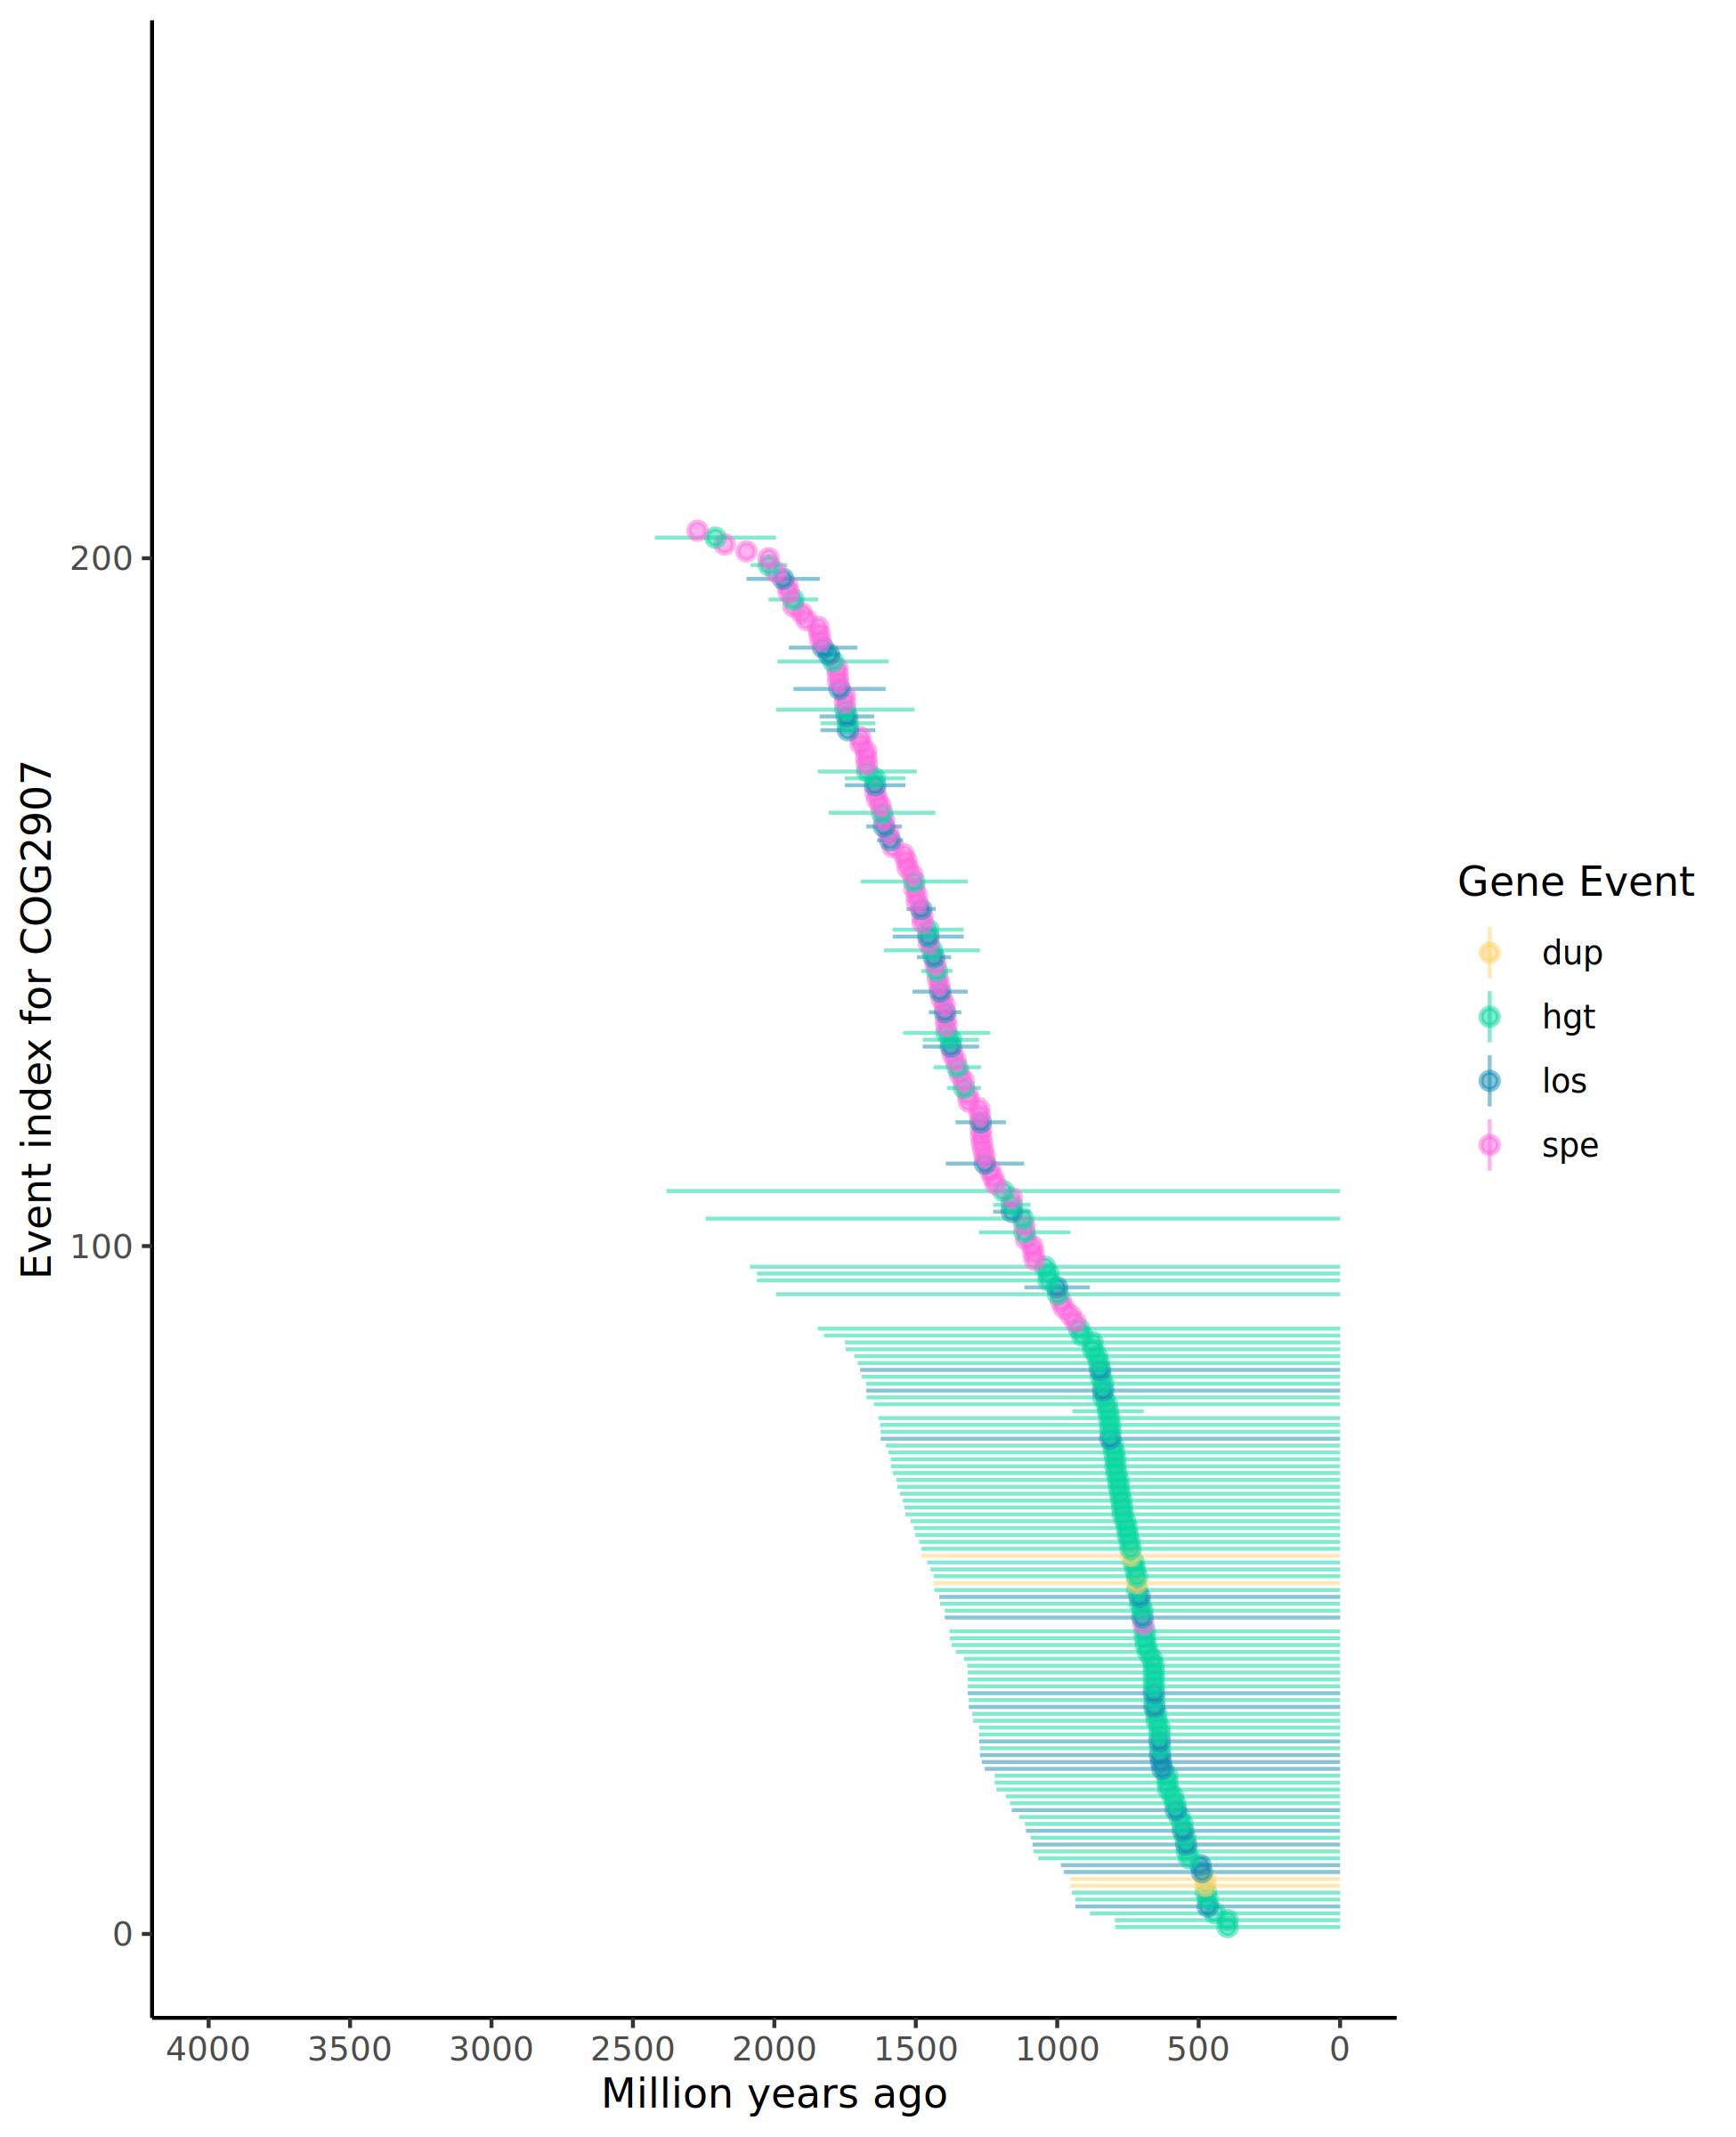 Event index for COG2907
200
100
0
4000 3500 3000 2500 2000 1500 1000 500 0
Million years ago
Gene Event
dup
hgt
los
spe